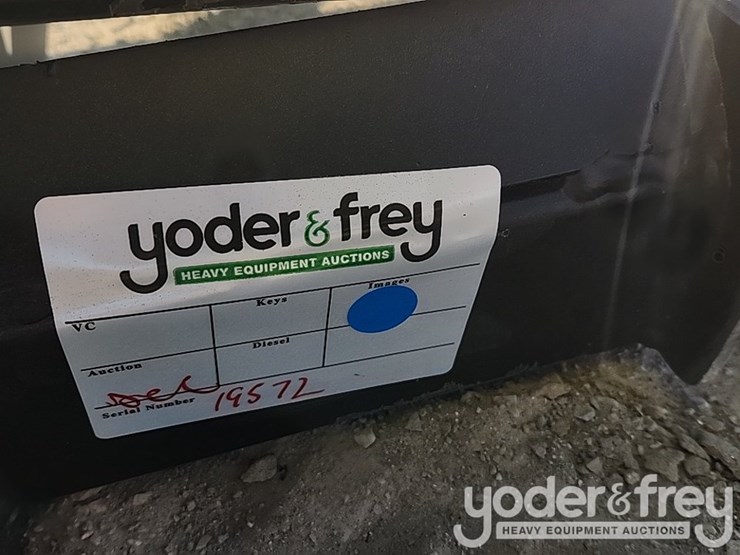 yoder & frey
HEAVY EQUIPMENT AUCTIONS
VC Keys Images
Auction Diesel
Serial Number 19572
yoder & frey
HEAVY EQUIPMENT AUCTIONS